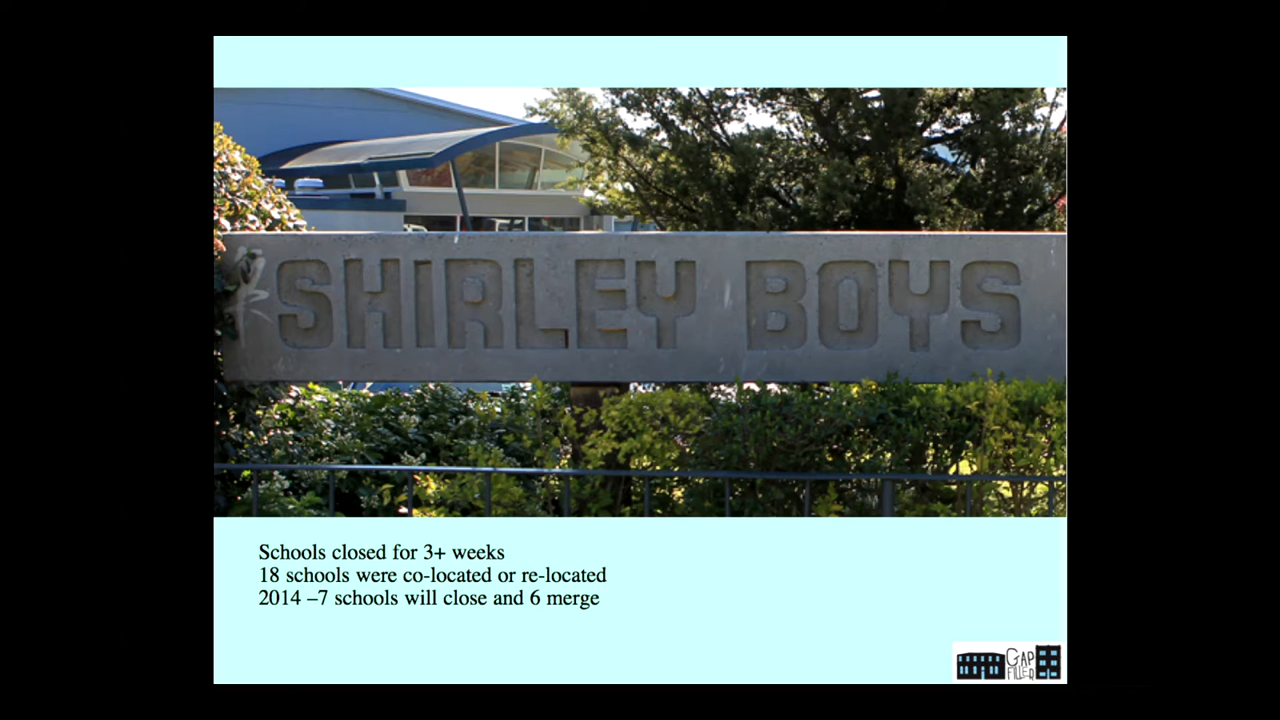 SHIRLEY BOYS
Schools closed for 3+ weeks
18 schools were co-located or re-located
2014 –7 schools will close and 6 merge
GAP
FILLER